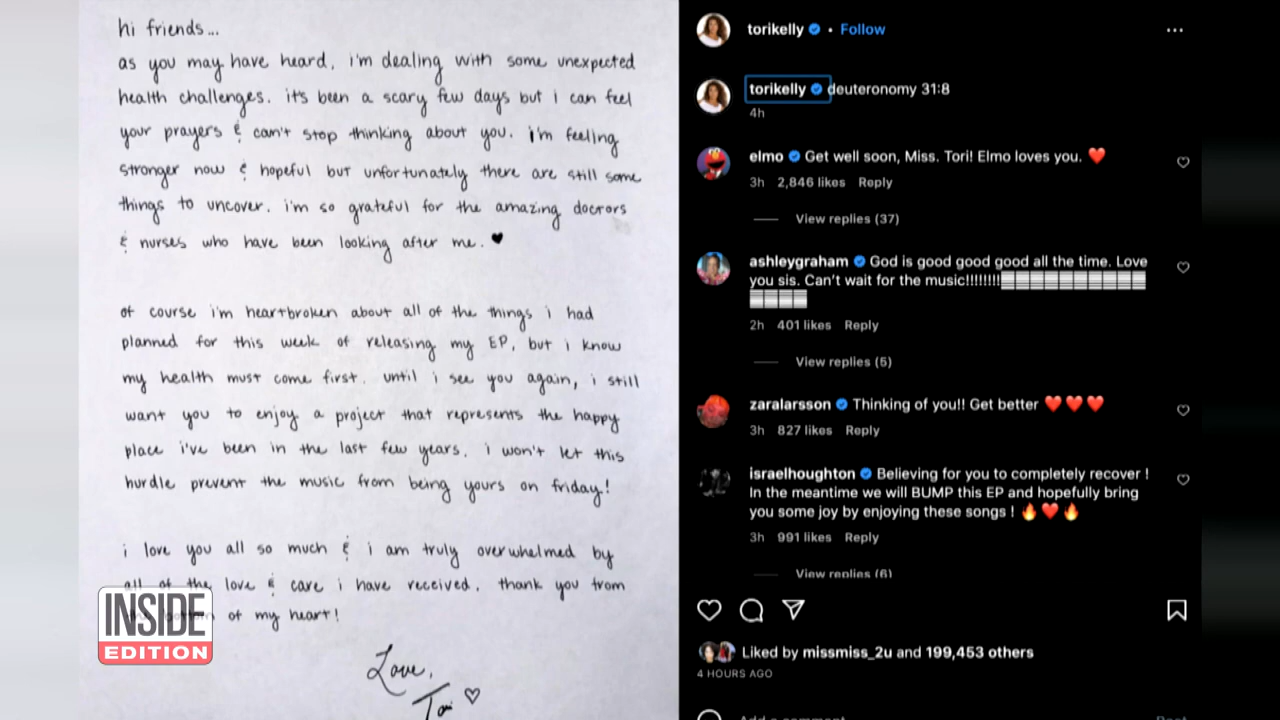 hi friends...
as you may have heard, i'm dealing with some unexpected
health challenges. it's been a scary few days but i can feel
your prayers & can't stop thinking about you. i'm feeling
stronger now & hopeful but unfortunately there are still some
things to uncover. i'm so grateful for the amazing doctors
& nurses who have been looking after me. ♥
of course i'm heartbroken about all of the things i had
planned for this week of releasing my EP, but i know
my health must come first. until i see you again, i still
want you to enjoy a project that represents the happy
place i've been in the last few years. i won't let this
hurdle prevent the music from being yours on friday!
i love you all so much & i am truly overwhelmed by
all of the love & care i have received. thank you from
bottom of my heart!
Love,
Tori ♡
INSIDE
EDITION
torikelly • Follow
torikelly deuteronomy 31:8
4h
elmo Get well soon, Miss. Tori! Elmo loves you. ❤️
3h 2,846 likes Reply
View replies (37)
ashleygraham God is good good good all the time. Love
you sis. Can't wait for the music!!!!!!!!
2h 401 likes Reply
View replies (5)
zaralarsson Thinking of you!! Get better ❤️❤️❤️
3h 827 likes Reply
israelhoughton Believing for you to completely recover !
In the meantime we will BUMP this EP and hopefully bring
you some joy by enjoying these songs ! 🔥❤️🔥
3h 991 likes Reply
View replies (6)
Liked by missmiss_2u and 199,453 others
4 HOURS AGO
Add a comment...
Post